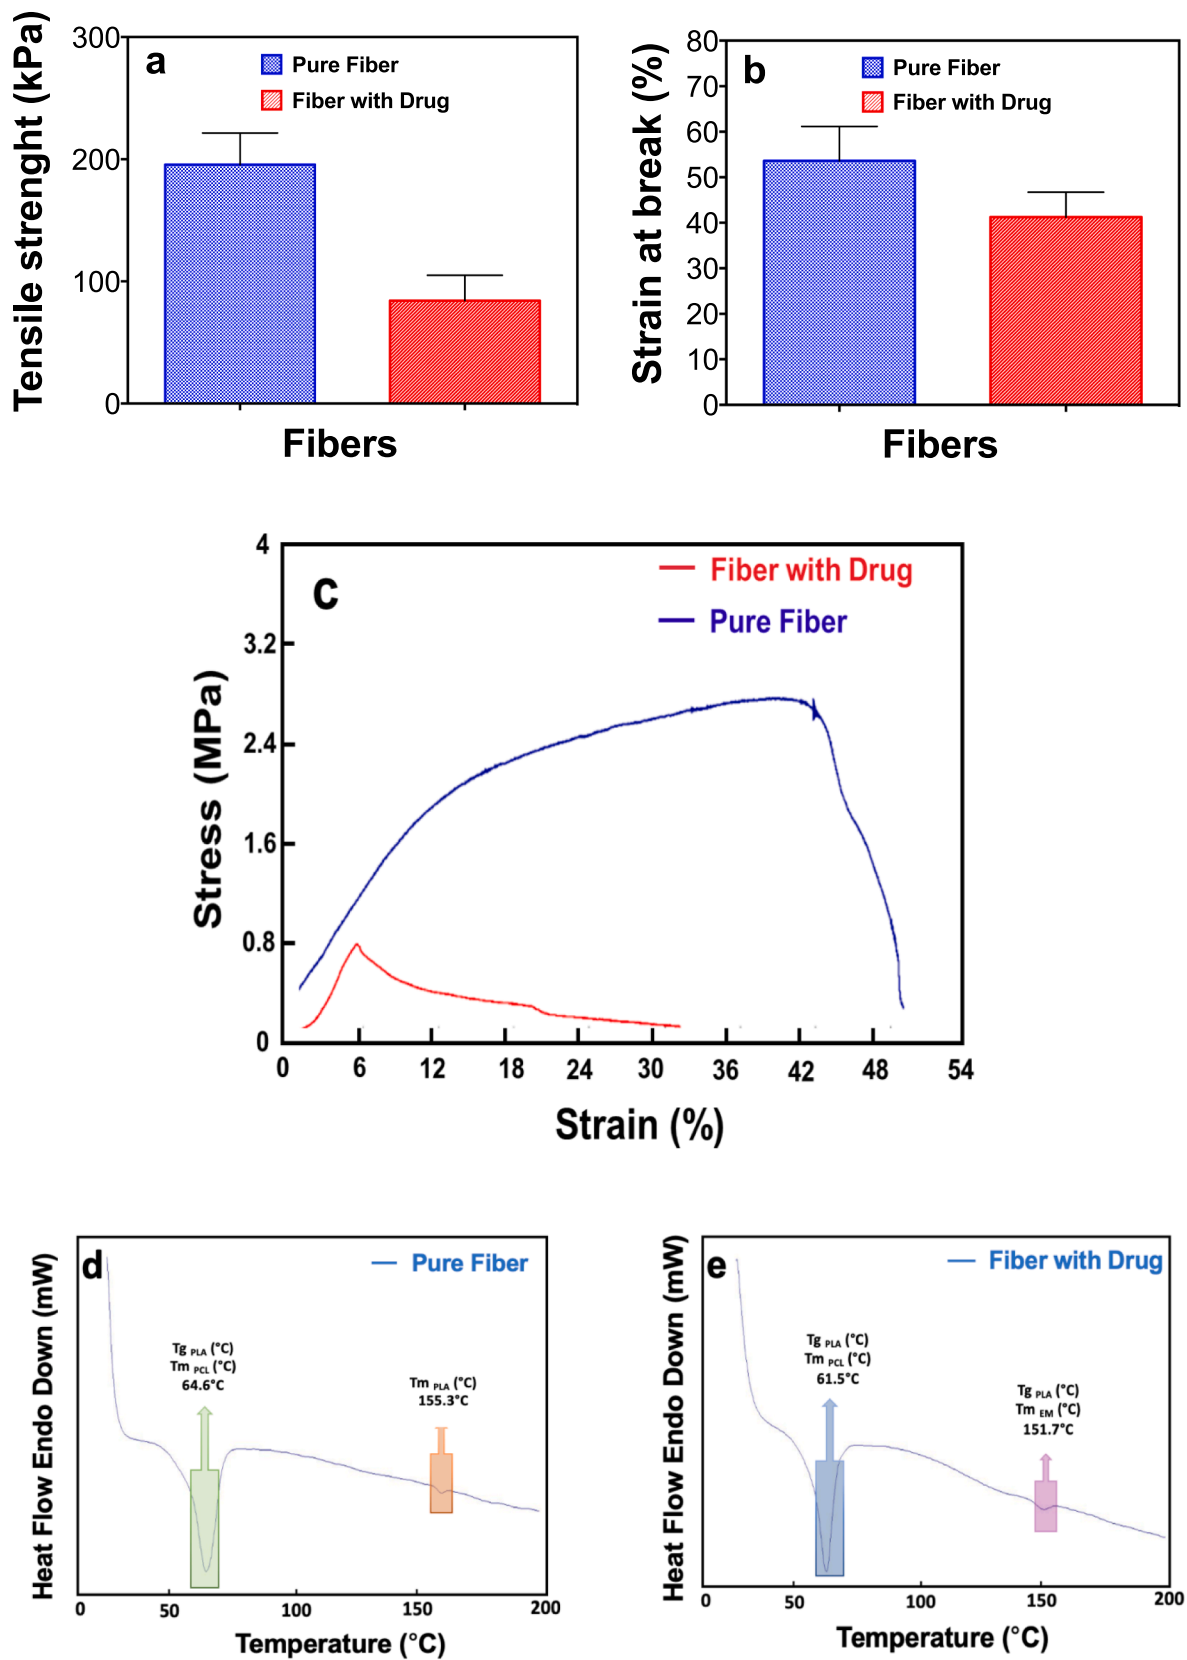 a
Pure Fiber
Fiber with Drug
300
200
100
0
Tensile strenght (kPa)
Fibers
b
Pure Fiber
Fiber with Drug
80
70
60
50
40
30
20
10
0
Strain at break (%)
Fibers
c
Fiber with Drug
Pure Fiber
4
3.2
2.4
1.6
0.8
0
Stress (MPa)
0 6 12 18 24 30 36 42 48 54
Strain (%)
d
Pure Fiber
Heat Flow Endo Down (mW)
Tg PLA (°C)
Tm PCL (°C)
64.6°C
Tm PLA (°C)
155.3°C
0 50 100 150 200
Temperature (°C)
e
Fiber with Drug
Heat Flow Endo Down (mW)
Tg PLA (°C)
Tm PCL (°C)
61.5°C
Tg PLA (°C)
Tm EM (°C)
151.7°C
0 50 100 150 200
Temperature (°C)